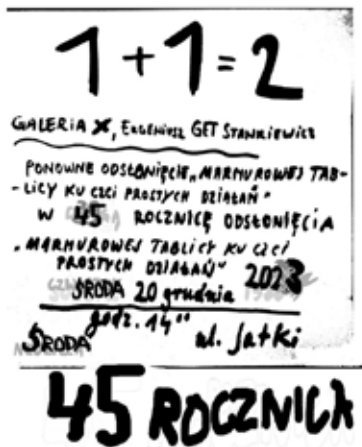 1+1=2
GALERIA X, EUGENIUSZ GET STANKIEWICZ
PONOWNE ODSŁONIĘCIE „MARMUROWEJ TAB-
-LICY KU CZCI PROSTYCH DZIAŁAŃ"
W 45 ROCZNICĘ ODSŁONIĘCIA
„MARMUROWEJ TABLICY KU CZCI
PROSTYCH DZIAŁAŃ" 2023
ŚRODA 20 grudnia
godz. 14⁰⁰
ŚRODA ul. Jatki
45 ROCZNICA